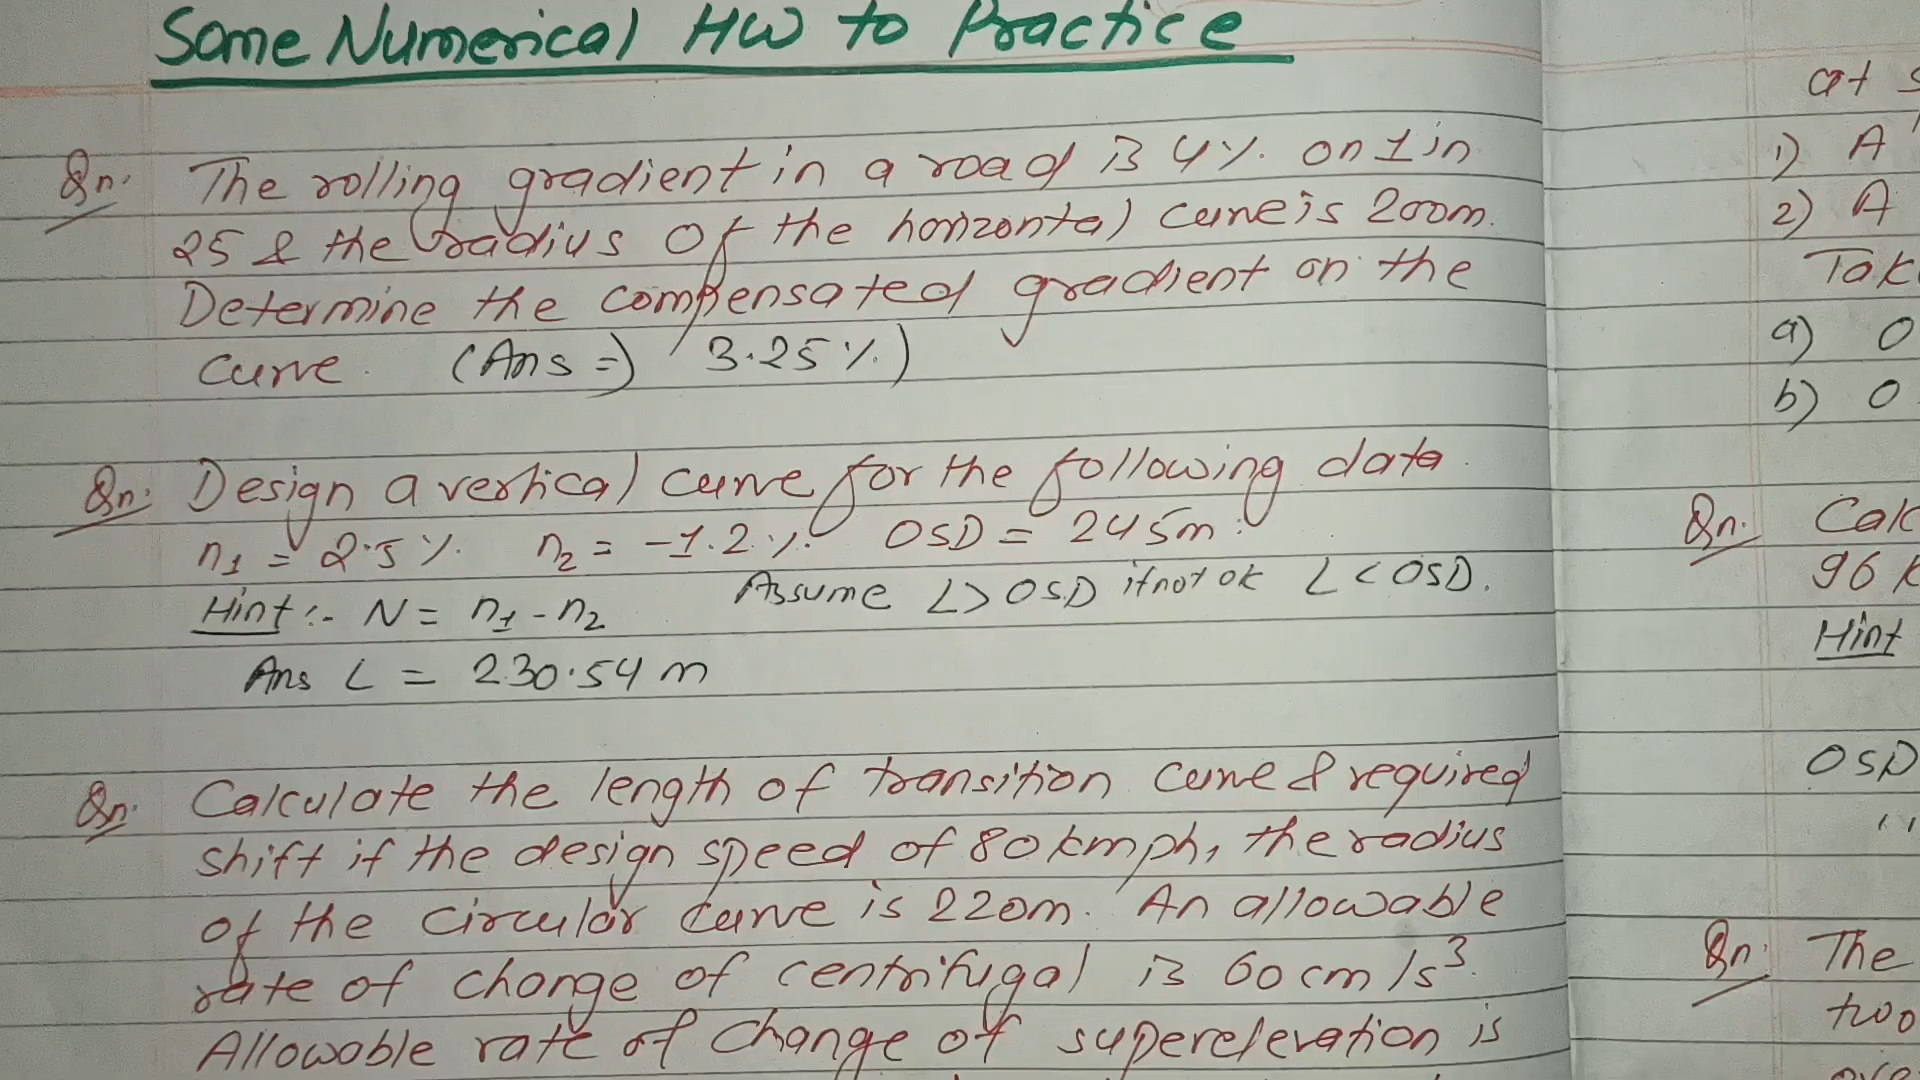 Some Numerical HW to Practice
Qn. The rolling gradient in a road is 4%. on 1 in
25 & the radius of the horizontal curve is 200m.
Determine the compensated gradient on the
curve. (Ans => 3.25%.)
Qn: Design a vertical curve for the following data.
n1 = 2.5%. n2 = -1.2%. OSD = 245m.
Hint :- N = n1 - n2 Assume L > OSD if not ok L < OSD.
Ans L = 230.54 m
Qn. Calculate the length of transition curve & required
shift if the design speed of 80 kmph, the radius
of the circular curve is 220m. An allowable
rate of change of centrifugal is 60 cm/s3.
Allowable rate of change of superelevation is
at
1) A
2) A
Tak
a) O
b) O
Qn. Calc
96 k
Hint
OSD
"
Qn. The
two